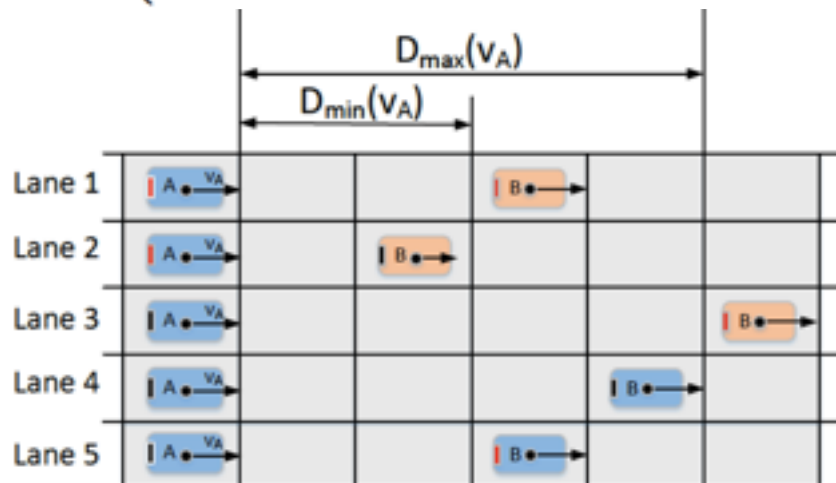 Dmax(vA)
Dmin(vA)
Lane 1 A vA B
Lane 2 A vA B
Lane 3 A vA B
Lane 4 A vA B
Lane 5 A vA B